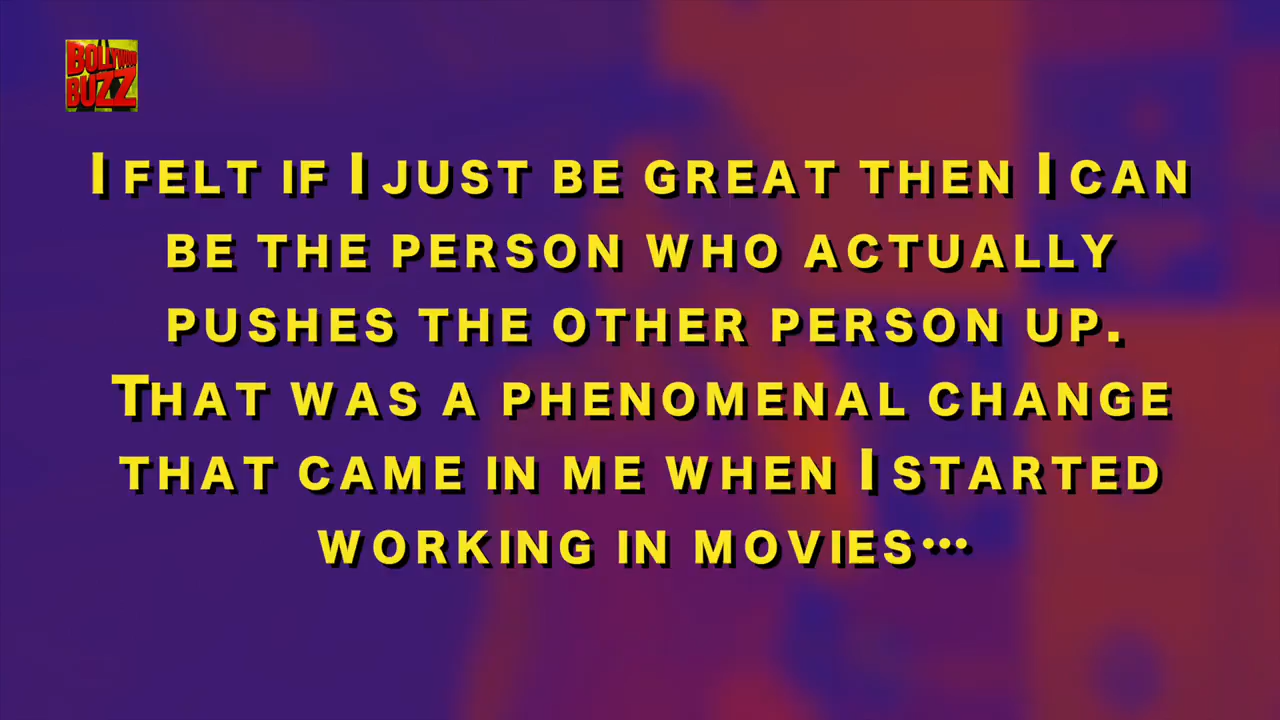 BOLLYWOOD
BUZZ
I FELT IF I JUST BE GREAT THEN I CAN
BE THE PERSON WHO ACTUALLY
PUSHES THE OTHER PERSON UP.
THAT WAS A PHENOMENAL CHANGE
THAT CAME IN ME WHEN I STARTED
WORKING IN MOVIES…